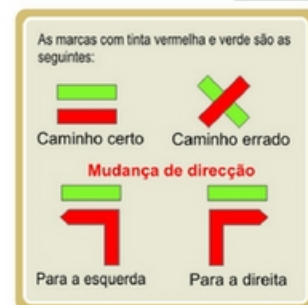 As marcas com tinta vermelha e verde são as
seguintes:
Caminho certo
Caminho errado
Mudança de direcção
Para a esquerda
Para a direita